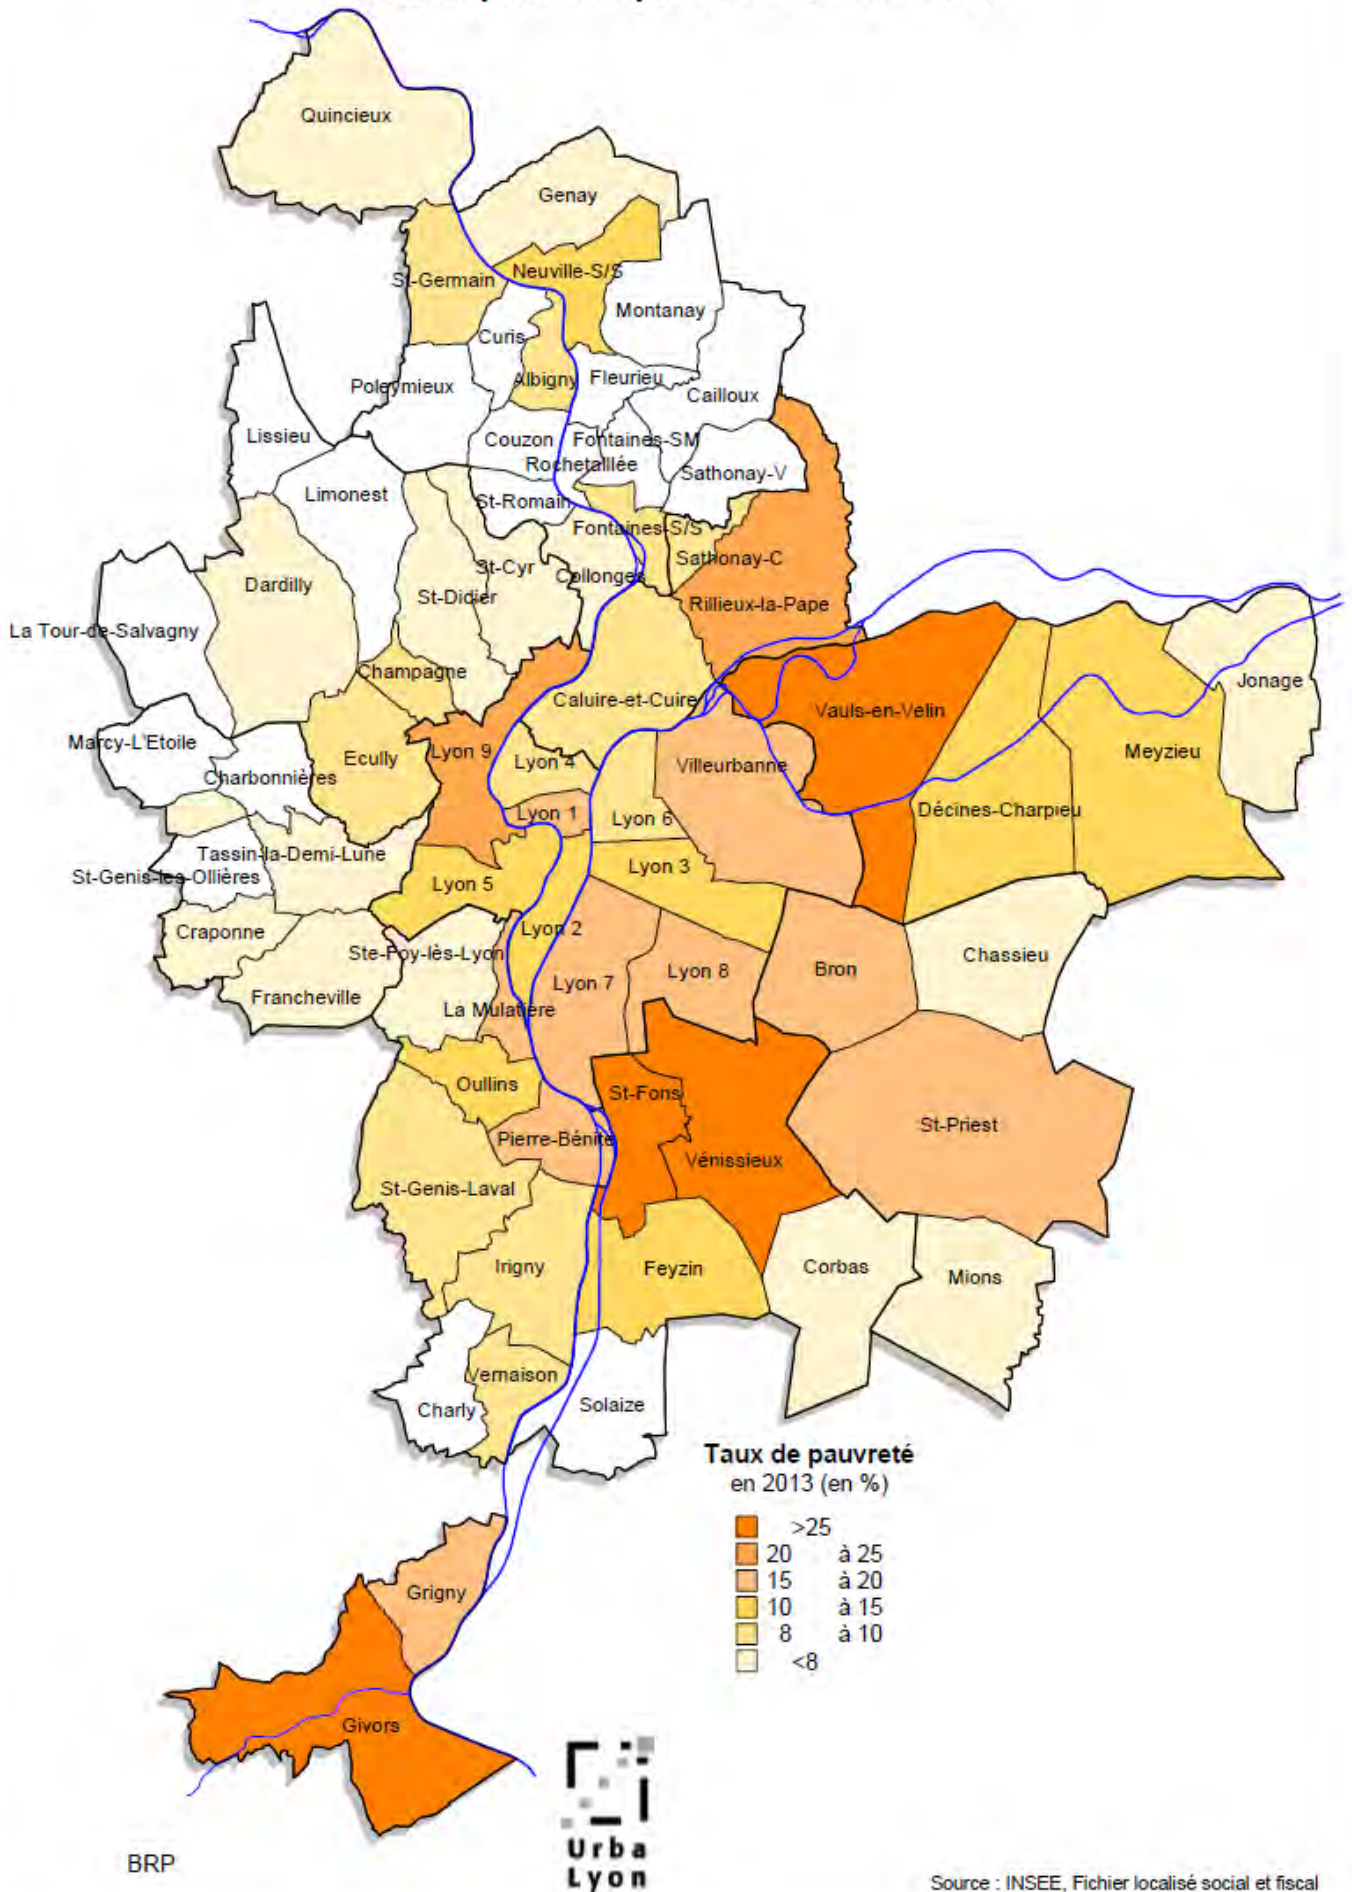 Quincieux
Genay
St-Germain
Neuville-S/S
Montanay
Curis
Albigny
Fleurieu
Poleymieux
Cailloux
Lissieu
Couzon
Fontaines-SM
Rochetaillée
Sathonay-V
Limonest
St-Romain
Fontaines-S/S
Sathonay-C
St-Cyr
Collonges
Dardilly
St-Didier
Rillieux-la-Pape
La Tour-de-Salvagny
Champagne
Jonage
Caluire-et-Cuire
Vauls-en-Velin
Marcy-L'Etoile
Lyon 9
Meyzieu
Ecully
Lyon 4
Villeurbanne
Charbonnières
Lyon 1
Lyon 6
Décines-Charpieu
Tassin-la-Demi-Lune
Lyon 3
St-Genis-les-Ollières
Lyon 5
Craponne
Lyon 2
Ste-Foy-lès-Lyon
Chassieu
Lyon 8
Bron
Lyon 7
Francheville
La Mulatière
Oullins
St-Fons
St-Priest
Pierre-Bénite
Vénissieux
St-Genis-Laval
Irigny
Feyzin
Corbas
Mions
Vernaison
Charly
Solaize
Taux de pauvreté
en 2013 (en %)
>25
20 à 25
15 à 20
10 à 15
8 à 10
<8
Grigny
Givors
Urba
Lyon
BRP
Source : INSEE, Fichier localisé social et fiscal